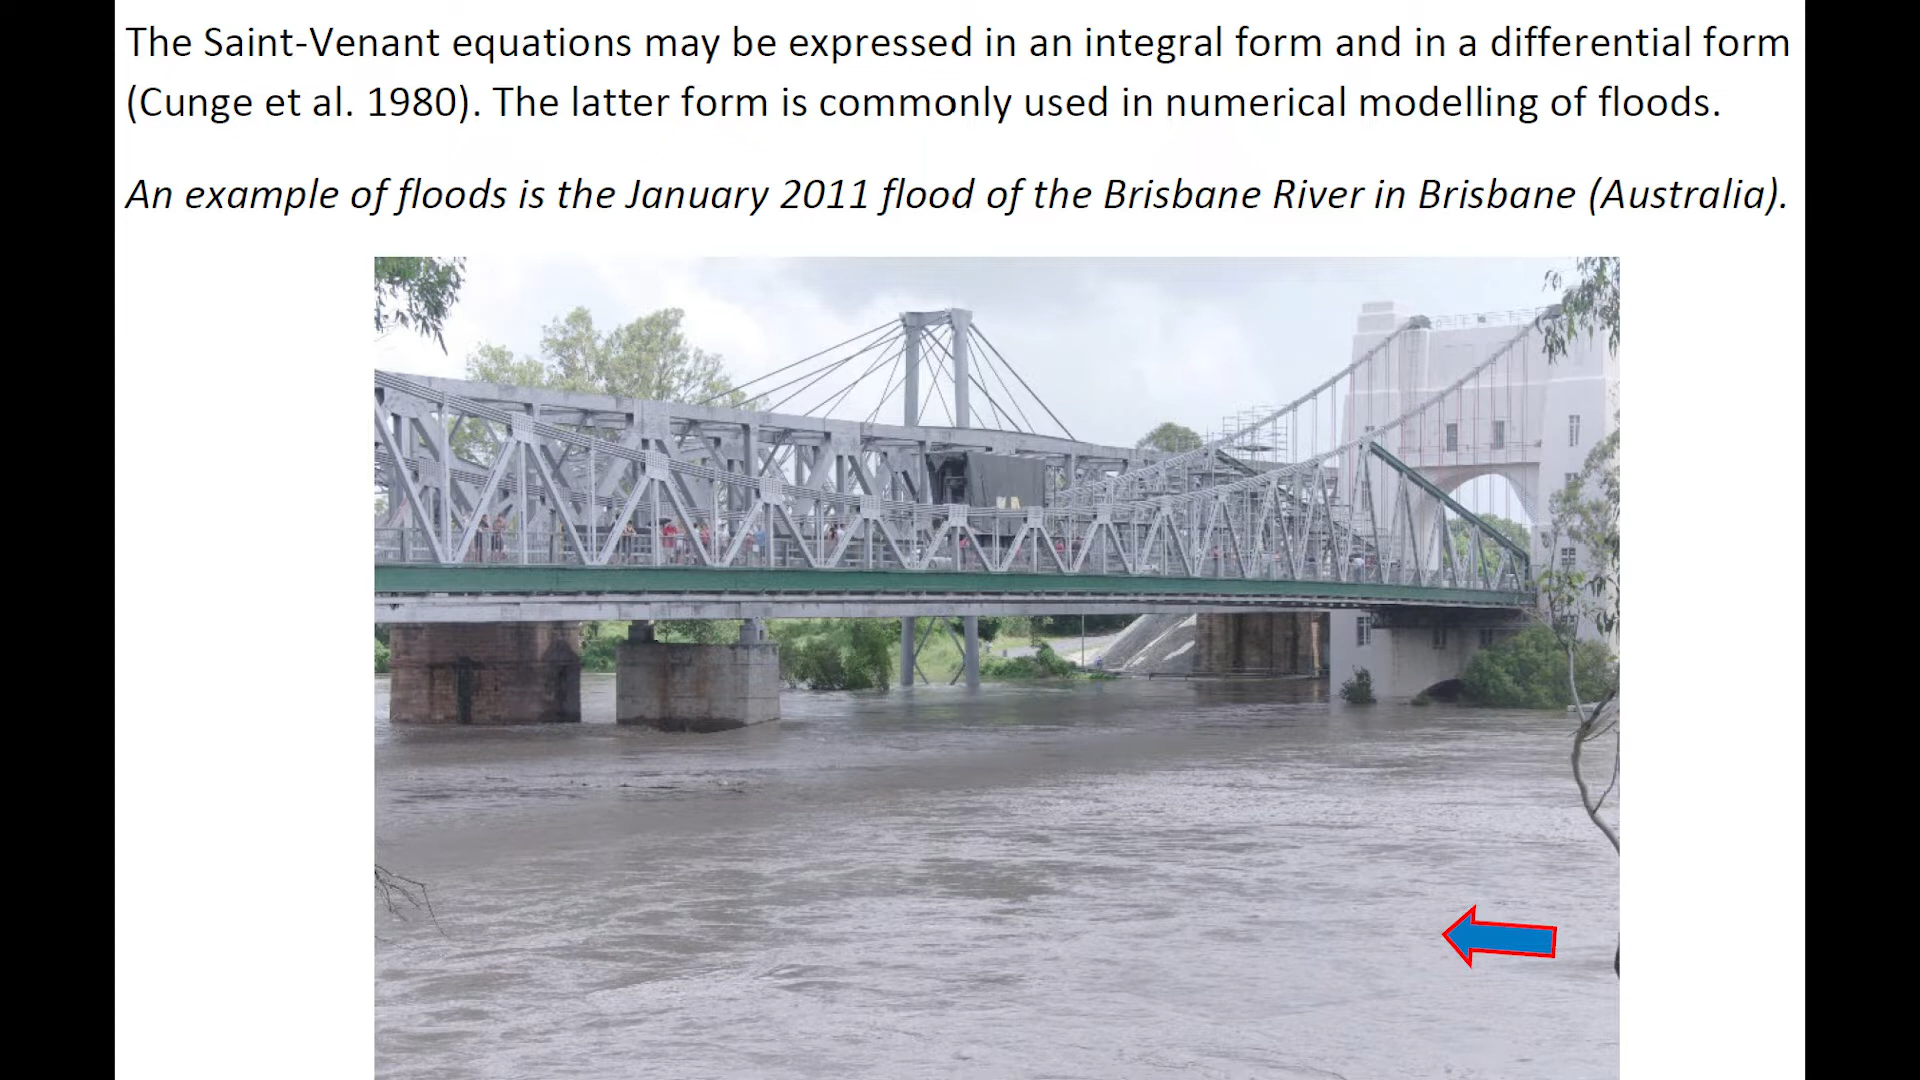 The Saint-Venant equations may be expressed in an integral form and in a differential form
(Cunge et al. 1980). The latter form is commonly used in numerical modelling of floods.
An example of floods is the January 2011 flood of the Brisbane River in Brisbane (Australia).